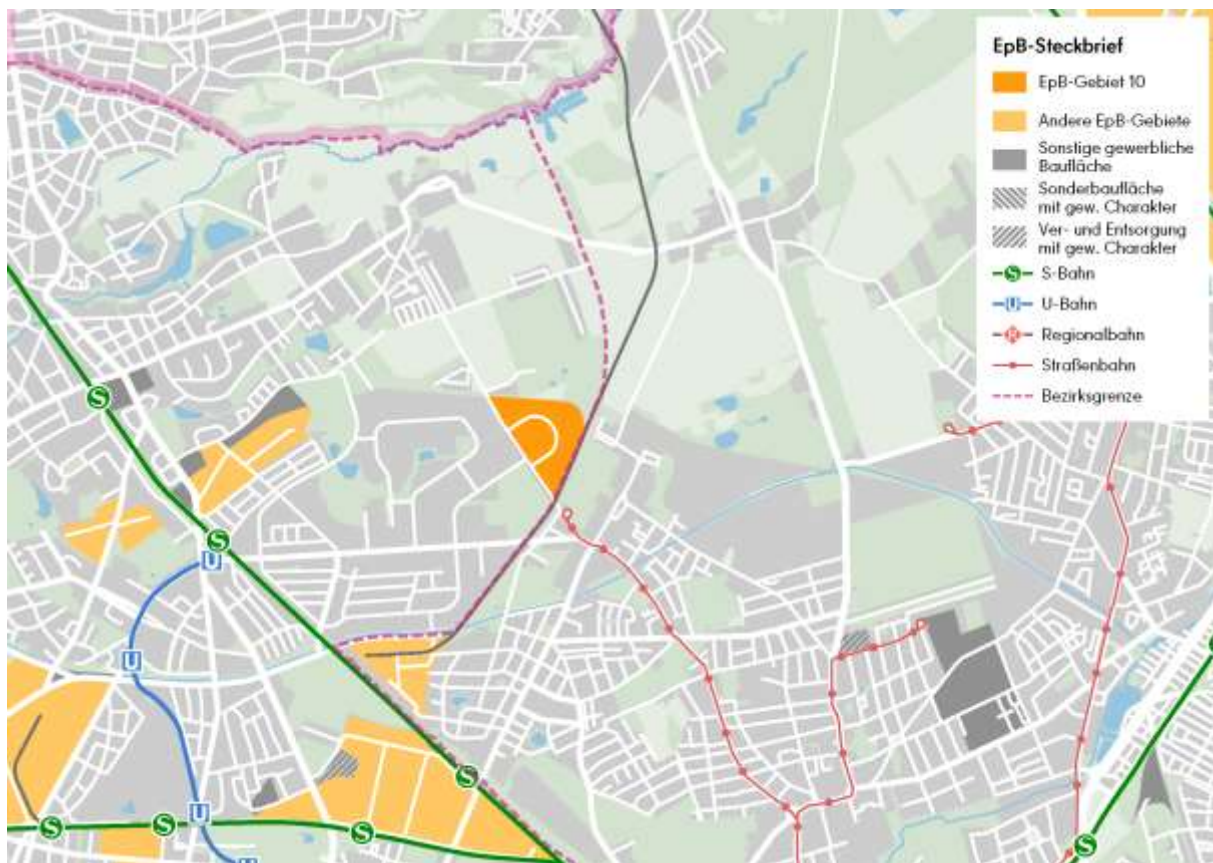 EpB-Steckbrief
EpB-Gebiet 10
Andere EpB-Gebiete
Sonstige gewerbliche
Baufläche
Sonderbaufläche
mit gew. Charakter
Ver- und Entsorgung
mit gew. Charakter
S
S-Bahn
U
U-Bahn
R
Regionalbahn
Straßenbahn
Bezirksgrenze
S
S
U
U
S
U
S
S
S
S
U